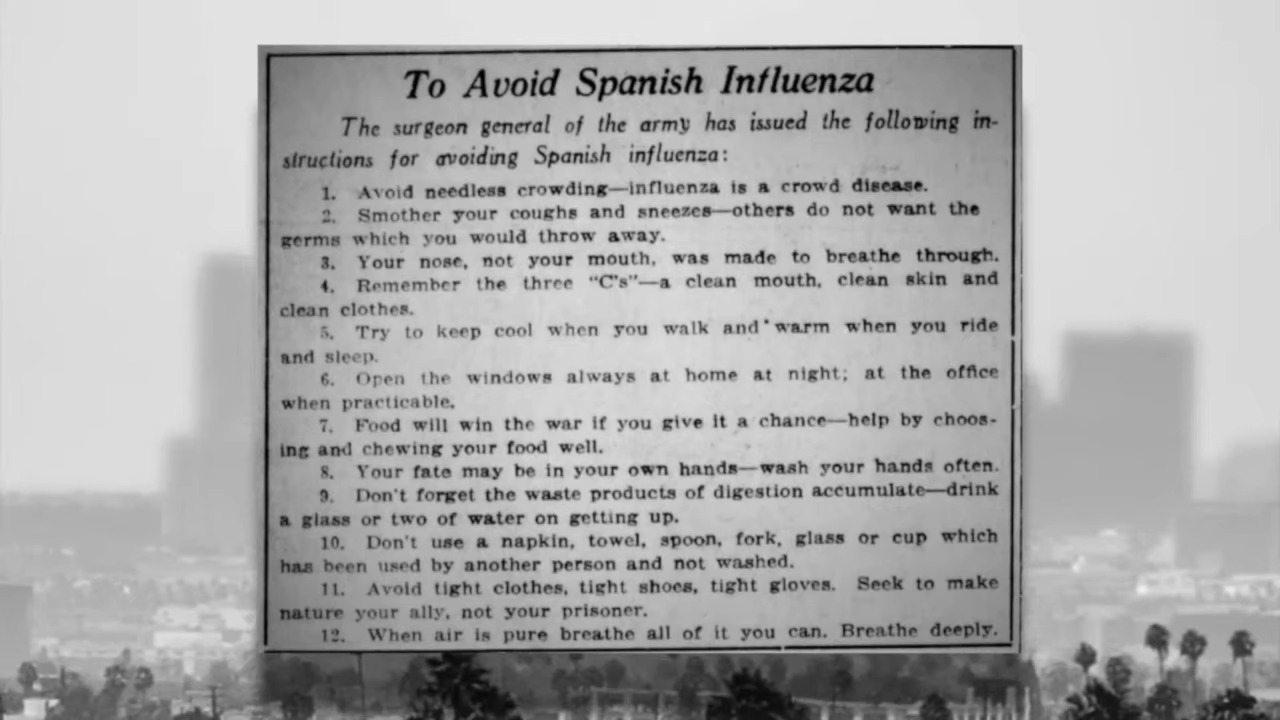 To Avoid Spanish Influenza
The surgeon general of the army has issued the following in-
structions for avoiding Spanish influenza:
1. Avoid needless crowding—influenza is a crowd disease.
2. Smother your coughs and sneezes—others do not want the
germs which you would throw away.
3. Your nose, not your mouth, was made to breathe through.
4. Remember the three "C's"—a clean mouth, clean skin and
clean clothes.
5. Try to keep cool when you walk and warm when you ride
and sleep.
6. Open the windows always at home at night; at the office
when practicable.
7. Food will win the war if you give it a chance—help by choos-
ing and chewing your food well.
8. Your fate may be in your own hands—wash your hands often.
9. Don't forget the waste products of digestion accumulate—drink
a glass or two of water on getting up.
10. Don't use a napkin, towel, spoon, fork, glass or cup which
has been used by another person and not washed.
11. Avoid tight clothes, tight shoes, tight gloves. Seek to make
nature your ally, not your prisoner.
12. When air is pure breathe all of it you can. Breathe deeply.